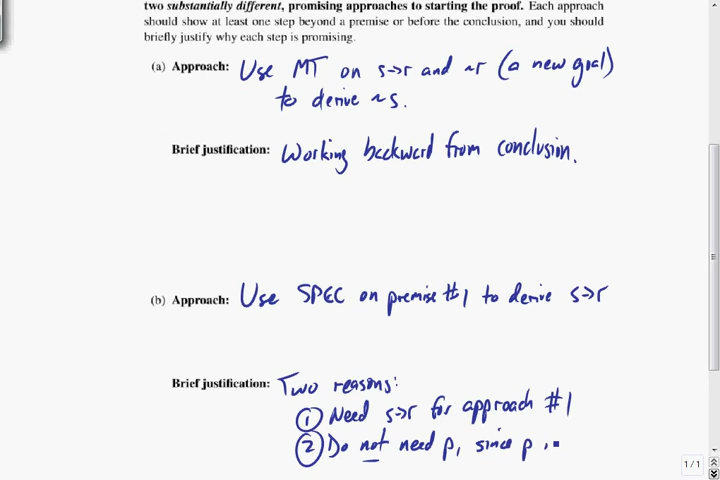 two substantially different, promising approaches to starting the proof. Each approach
should show at least one step beyond a premise or before the conclusion, and you should
briefly justify why each step is promising.
(a) Approach: Use MT on s→r and ~r (a new goal)
to derive ~s.
Brief justification: Working backward from conclusion.
(b) Approach: Use SPEC on premise #1 to derive s→r
Brief justification: Two reasons:
① Need s→r for approach #1
② Do not need p, since p
1/1